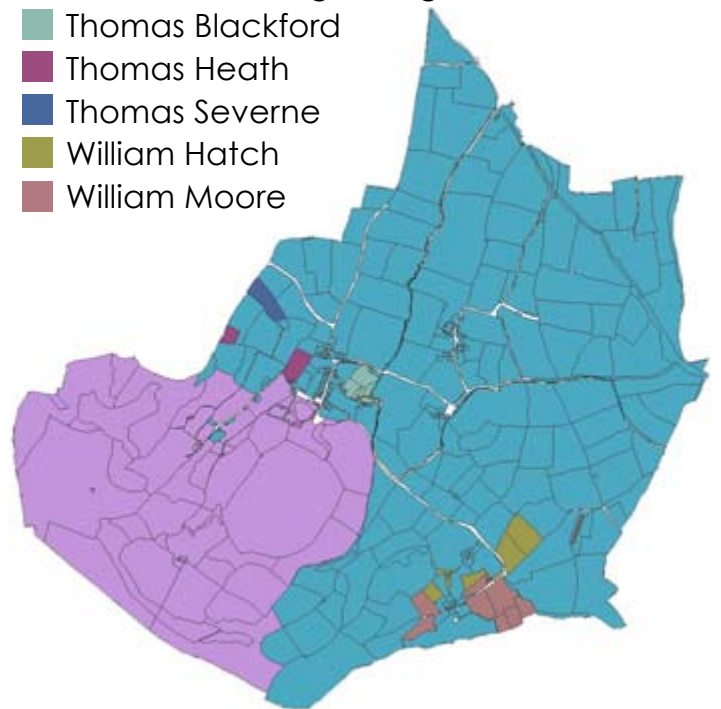 Thomas Blackford
Thomas Heath
Thomas Severne
William Hatch
William Moore